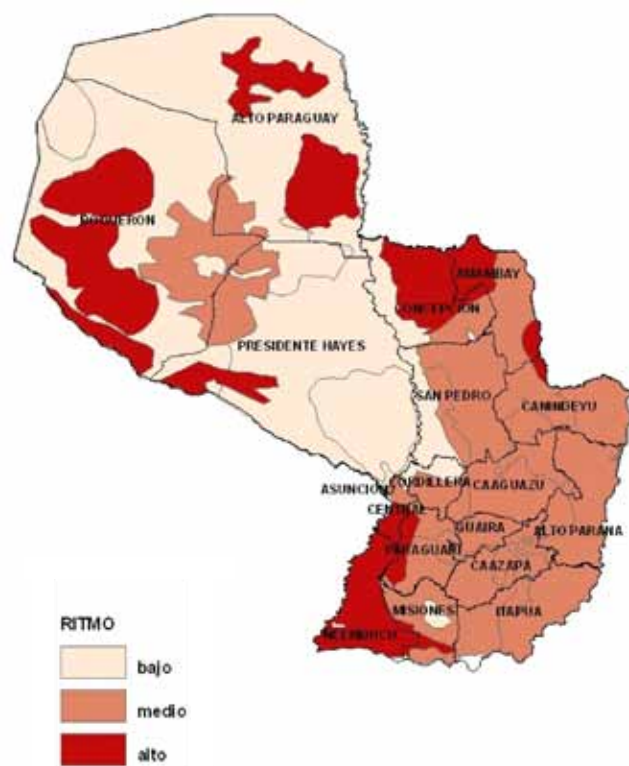 ALTO PARAGUAY
BOQUERON
AMAMBAY
CONCEPCION
PRESIDENTE HAYES
SAN PEDRO
CANINDEYU
CORDILLERA
ASUNCION
CAAGUAZU
CENTRAL
GUAIRA
ALTO PARANA
PARAGUARI
CAAZAPA
MISIONES
ITAPUA
ÑEEMBUCU
RITMO
bajo
medio
alto